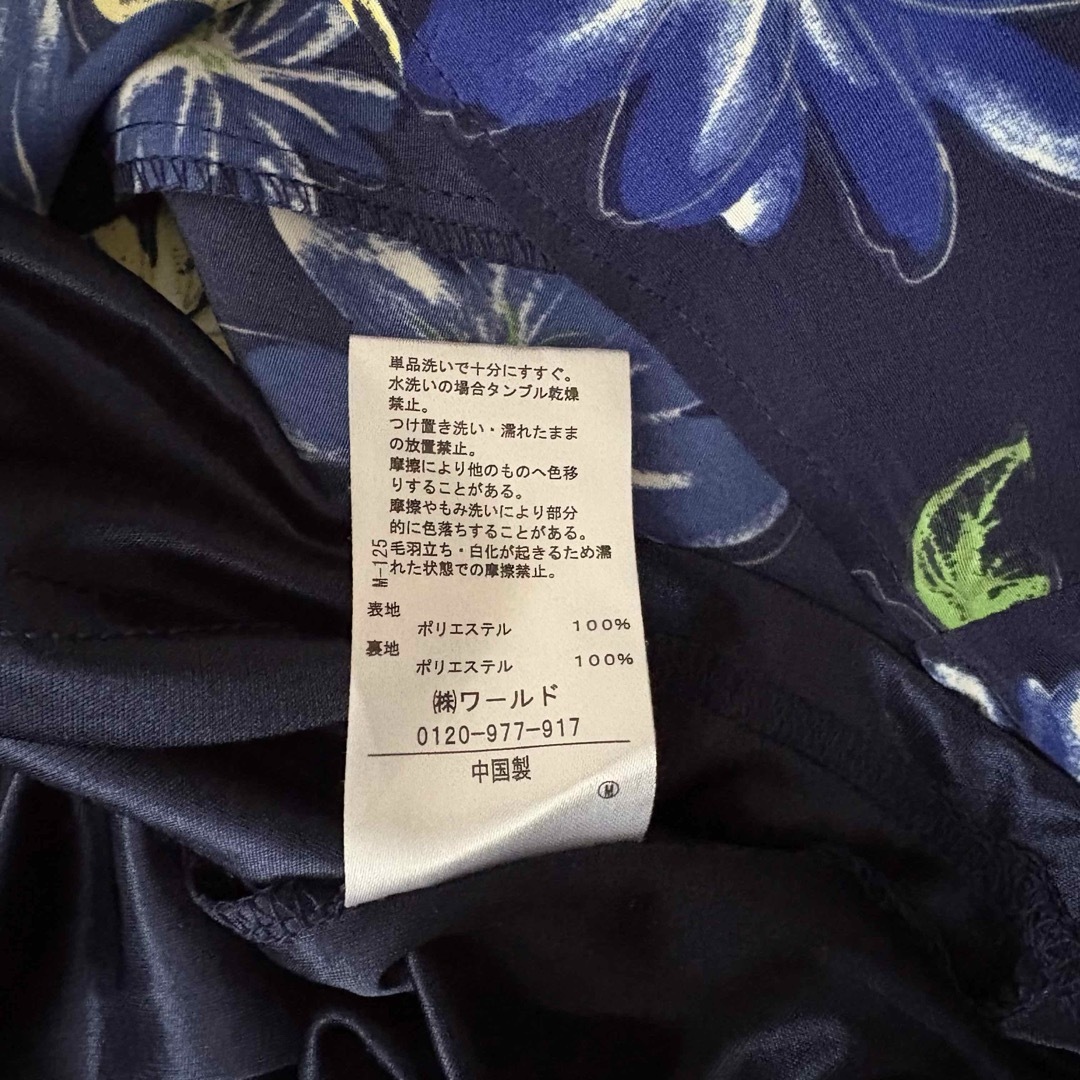 単品洗いで十分にすすぐ。
水洗いの場合タンブル乾燥
禁止。
つけ置き洗い・濡れたまま
の放置禁止。
摩擦により他のものへ色移
りすることがある。
摩擦やもみ洗いにより部分
的に色落ちすることがある。
毛羽立ち・白化が起きるため濡
れた状態での摩擦禁止。
M-125
表地
ポリエステル 100%
裏地
ポリエステル 100%
㈱ワールド
0120-977-917
中国製
Ⓜ